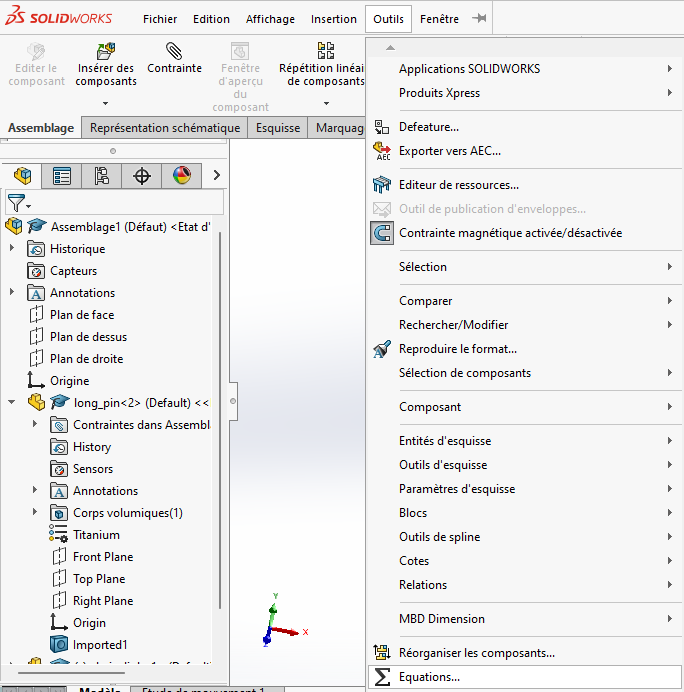 SOLIDWORKS
Fichier Edition Affichage Insertion Outils Fenêtre
Editer le composant
Insérer des composants
Contrainte
Fenêtre d'aperçu du composant
Répétition linéai de composants
Assemblage Représentation schématique Esquisse Marquag
Assemblage1 (Défaut) <Etat d'
Historique
Capteurs
Annotations
Plan de face
Plan de dessus
Plan de droite
Origine
long_pin<2> (Default) <<
Contraintes dans Assembl
History
Sensors
Annotations
Corps volumiques(1)
Titanium
Front Plane
Top Plane
Right Plane
Origin
Imported1
Modèle Etude de mouvement 1
Y
X
Z
Applications SOLIDWORKS
Produits Xpress
Defeature...
AEC Exporter vers AEC...
Editeur de ressources...
Outil de publication d'enveloppes...
Contrainte magnétique activée/désactivée
Sélection
Comparer
Rechercher/Modifier
Reproduire le format...
Sélection de composants
Composant
Entités d'esquisse
Outils d'esquisse
Paramètres d'esquisse
Blocs
Outils de spline
Cotes
Relations
MBD Dimension
Réorganiser les composants...
Equations...